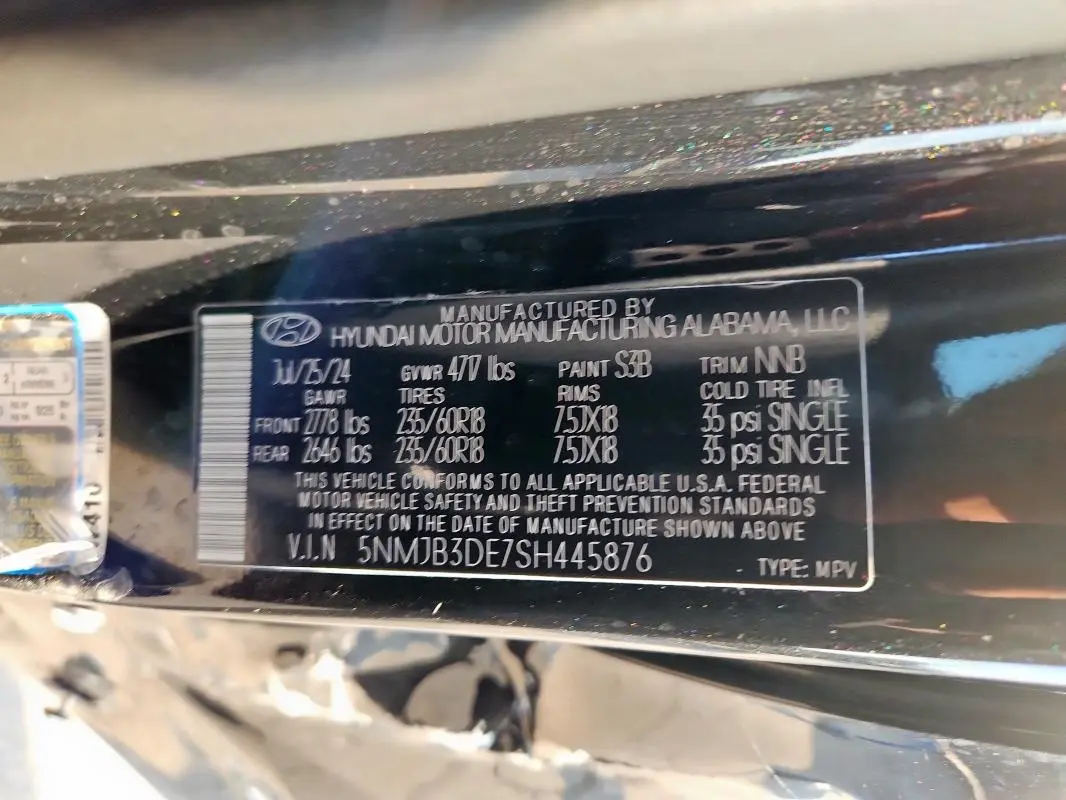 MANUFACTURED BY
HYUNDAI MOTOR MANUFACTURING ALABAMA, LLC
Jul/25/24 GVWR 4717 lbs PAINT S3B TRIM NNB
GAWR TIRES RIMS COLD TIRE INFL
FRONT 2778 lbs 235/60R18 7.5JX18 35 psi SINGLE
REAR 2646 lbs 235/60R18 7.5JX18 35 psi SINGLE
THIS VEHICLE CONFORMS TO ALL APPLICABLE U.S.A. FEDERAL
MOTOR VEHICLE SAFETY AND THEFT PREVENTION STANDARDS
IN EFFECT ON THE DATE OF MANUFACTURE SHOWN ABOVE
V.I.N 5NMJB3DE7SH445876
TYPE: MPV